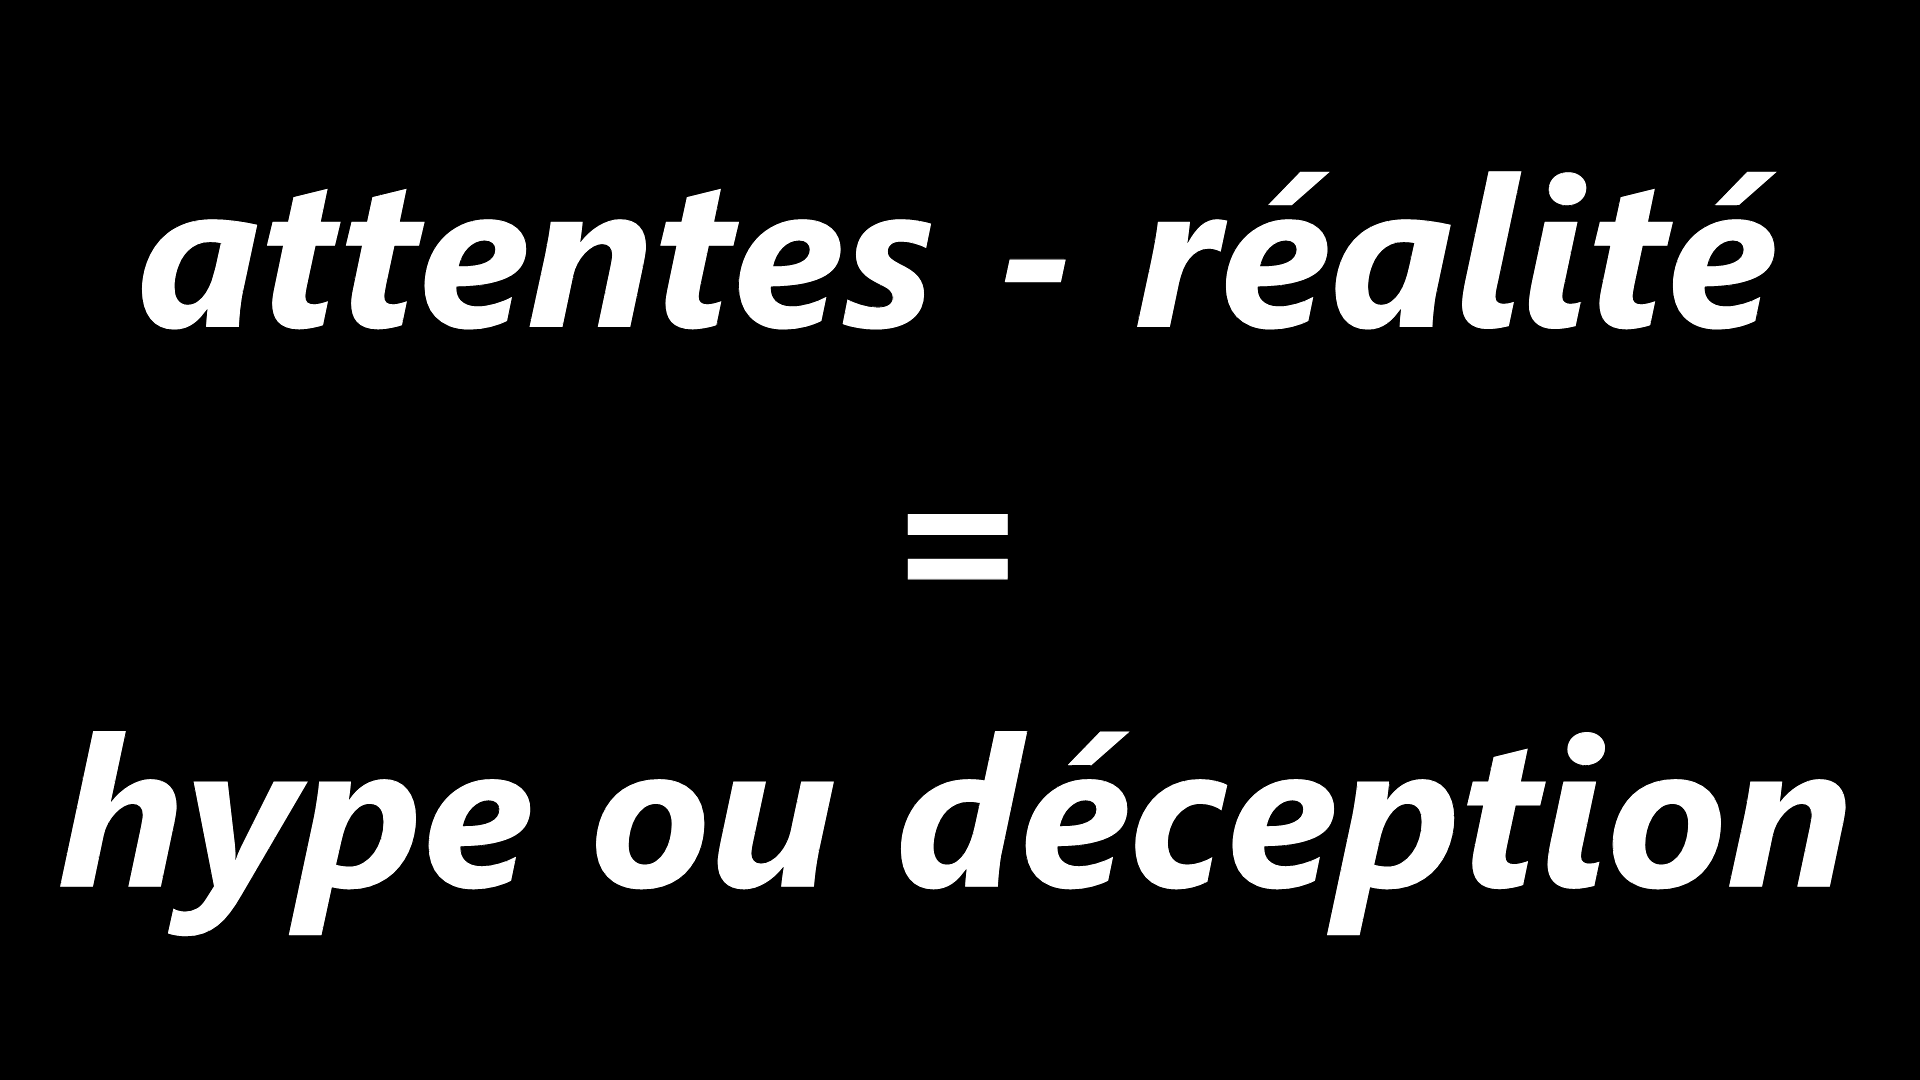 attentes - réalité
=
hype ou déception